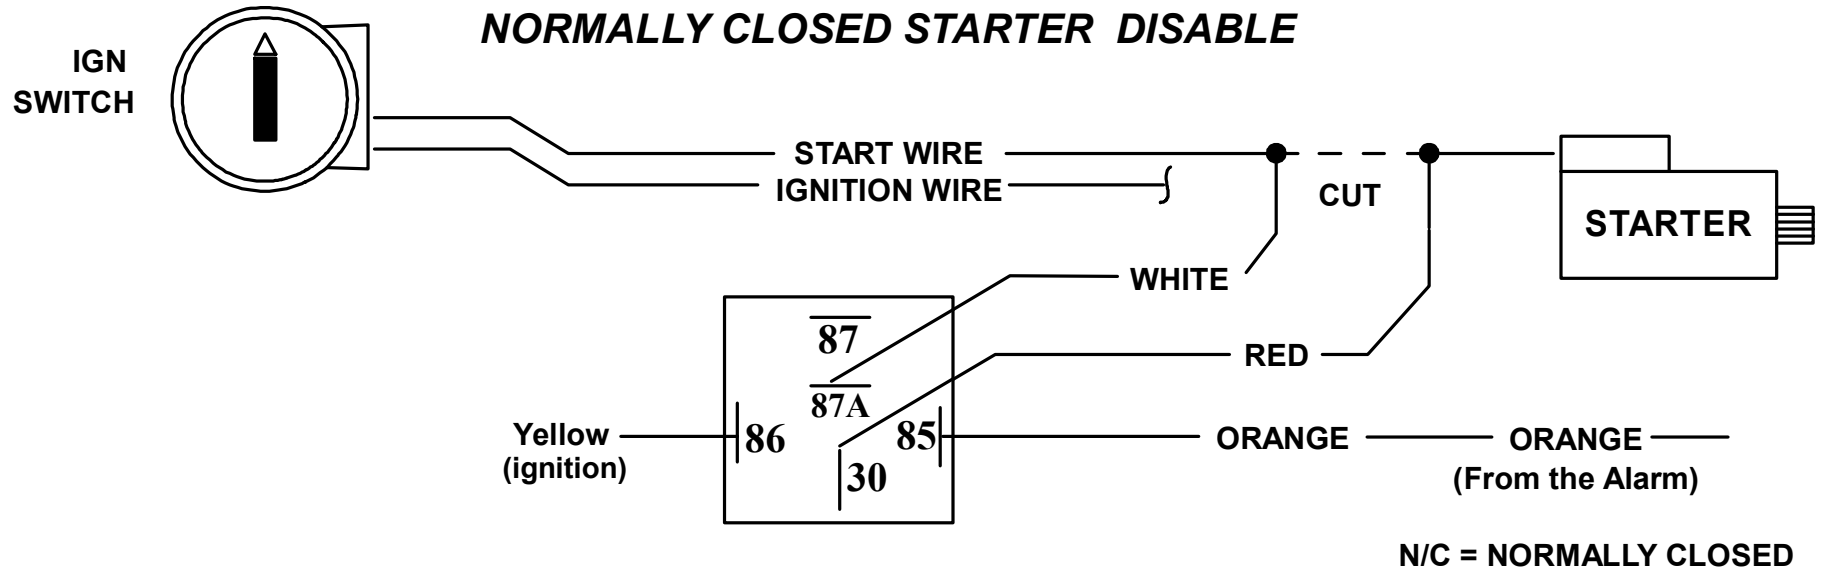 NORMALLY CLOSED STARTER DISABLE
IGN
SWITCH
START WIRE
IGNITION WIRE
CUT
STARTER
WHITE
87
RED
87A
Yellow
(ignition)
86
85
ORANGE
ORANGE
(From the Alarm)
30
N/C = NORMALLY CLOSED